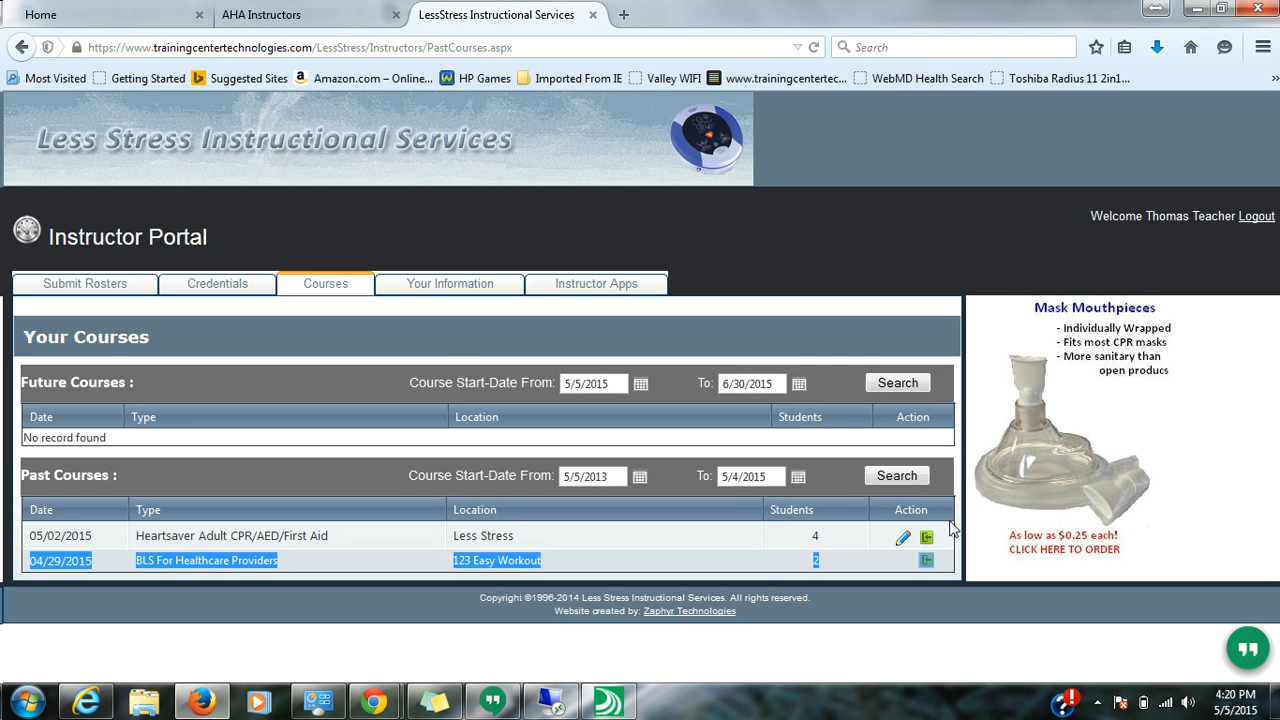 Home
AHA Instructors
LessStress Instructional Services
https://www.trainingcentertechnologies.com/LessStress/Instructors/PastCourses.aspx
Search
Most Visited
Getting Started
Suggested Sites
Amazon.com – Online...
HP Games
Imported From IE
Valley WIFI
www.trainingcentertec...
WebMD Health Search
Toshiba Radius 11 2in1...
Less Stress Instructional Services
Welcome Thomas Teacher Logout
Instructor Portal
Submit Rosters
Credentials
Courses
Your Information
Instructor Apps
Your Courses
Future Courses :
Course Start-Date From: 5/5/2015 To: 6/30/2015 Search
Date Type Location Students Action
No record found
Past Courses :
Course Start-Date From: 5/5/2013 To: 5/4/2015 Search
Date Type Location Students Action
05/02/2015 Heartsaver Adult CPR/AED/First Aid Less Stress 4
04/29/2015 BLS For Healthcare Providers 123 Easy Workout 2
Mask Mouthpieces
- Individually Wrapped
- Fits most CPR masks
- More sanitary than
open producs
As low as $0.25 each!
CLICK HERE TO ORDER
Copyright ©1996-2014 Less Stress Instructional Services. All rights reserved.
Website created by: Zaphyr Technologies
4:20 PM
5/5/2015